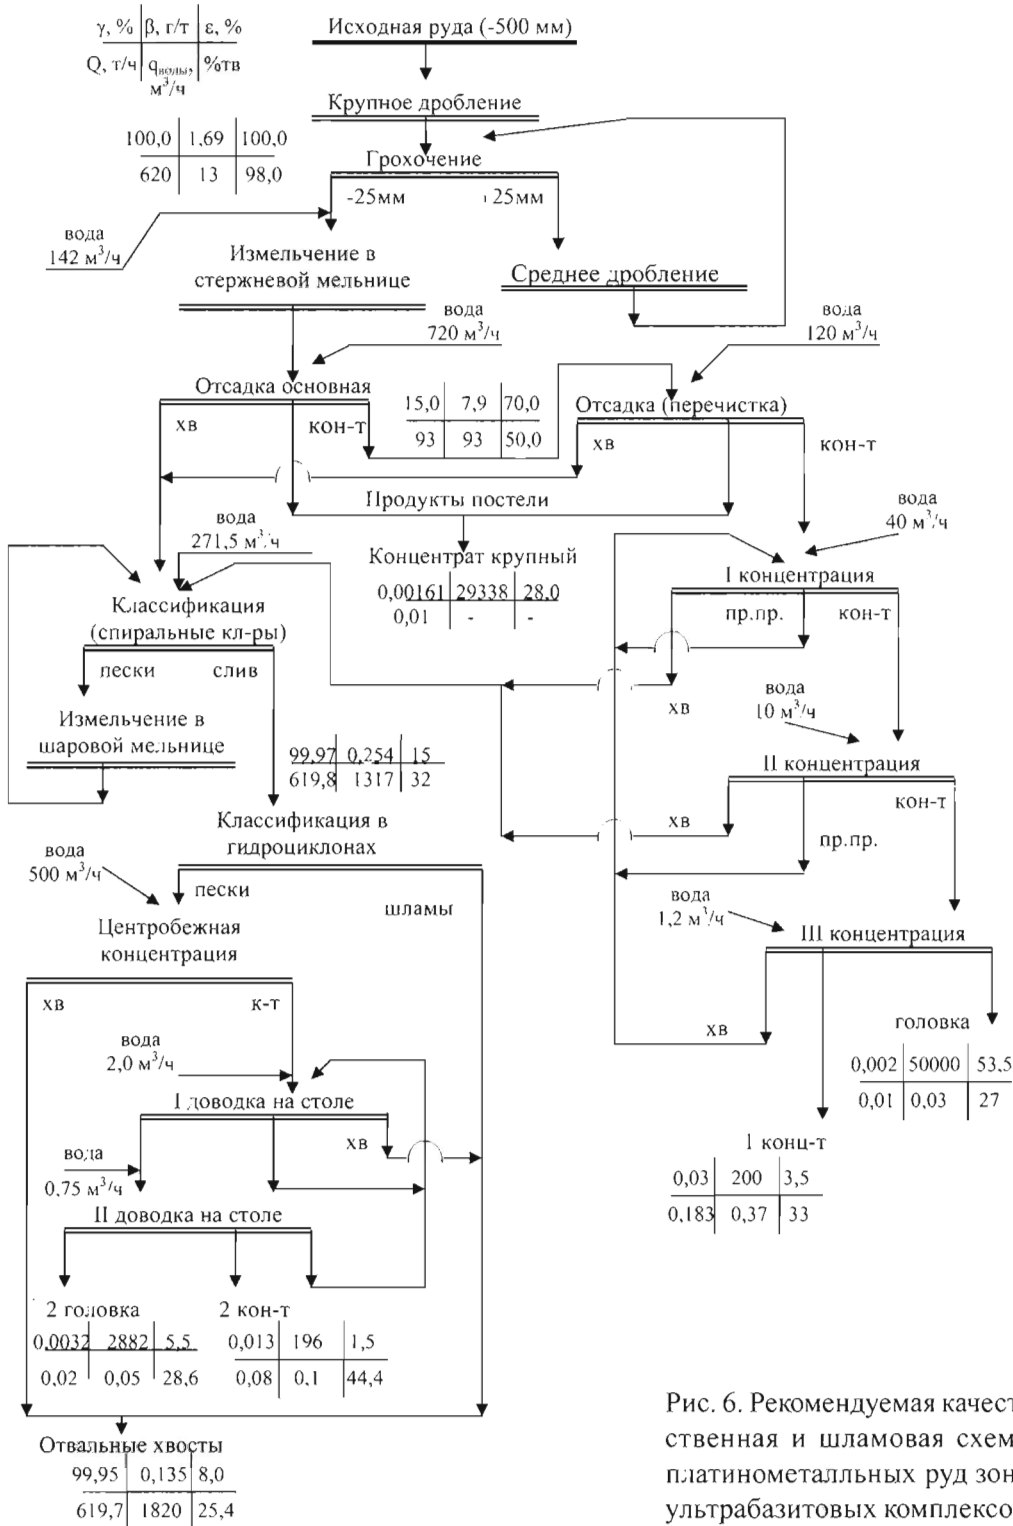 γ, % β, г/т ε, %
Q, т/ч qводы, %тв
м³/ч
Исходная руда (-500 мм)
Крупное дробление
100,0 1,69 100,0
620 13 98,0
Грохочение
-25мм +25мм
вода
142 м³/ч
Измельчение в
стержневой мельнице
Среднее дробление
вода
720 м³/ч
вода
120 м³/ч
Отсадка основная
хв кон-т
15,0 7,9 70,0
93 93 50,0
Отсадка (перечистка)
хв кон-т
Продукты постели
вода
271,5 м³/ч
вода
40 м³/ч
Концентрат крупный
0,00161 29338 28,0
0,01 - -
Классификация
(спиральные кл-ры)
пески слив
I концентрация
пр.пр. кон-т
хв
Измельчение в
шаровой мельнице
99,97 0,254 15
619,8 1317 32
вода
10 м³/ч
II концентрация
кон-т
хв
пр.пр.
Классификация в
гидроциклонах
пески
шламы
вода
500 м³/ч
Центробежная
концентрация
хв к-т
вода
1,2 м³/ч
III концентрация
хв
головка
0,002 50000 53,5
0,01 0,03 27
1 конц-т
0,03 200 3,5
0,183 0,37 33
вода
2,0 м³/ч
I доводка на столе
хв
вода
0,75 м³/ч
II доводка на столе
2 головка
0,0032 2882 5,5
0,02 0,05 28,6
2 кон-т
0,013 196 1,5
0,08 0,1 44,4
Отвальные хвосты
99,95 0,135 8,0
619,7 1820 25,4
Рис. 6. Рекомендуемая качест
ственная и шламовая схем
платинометалльных руд зон
ультрабазитовых комплексо